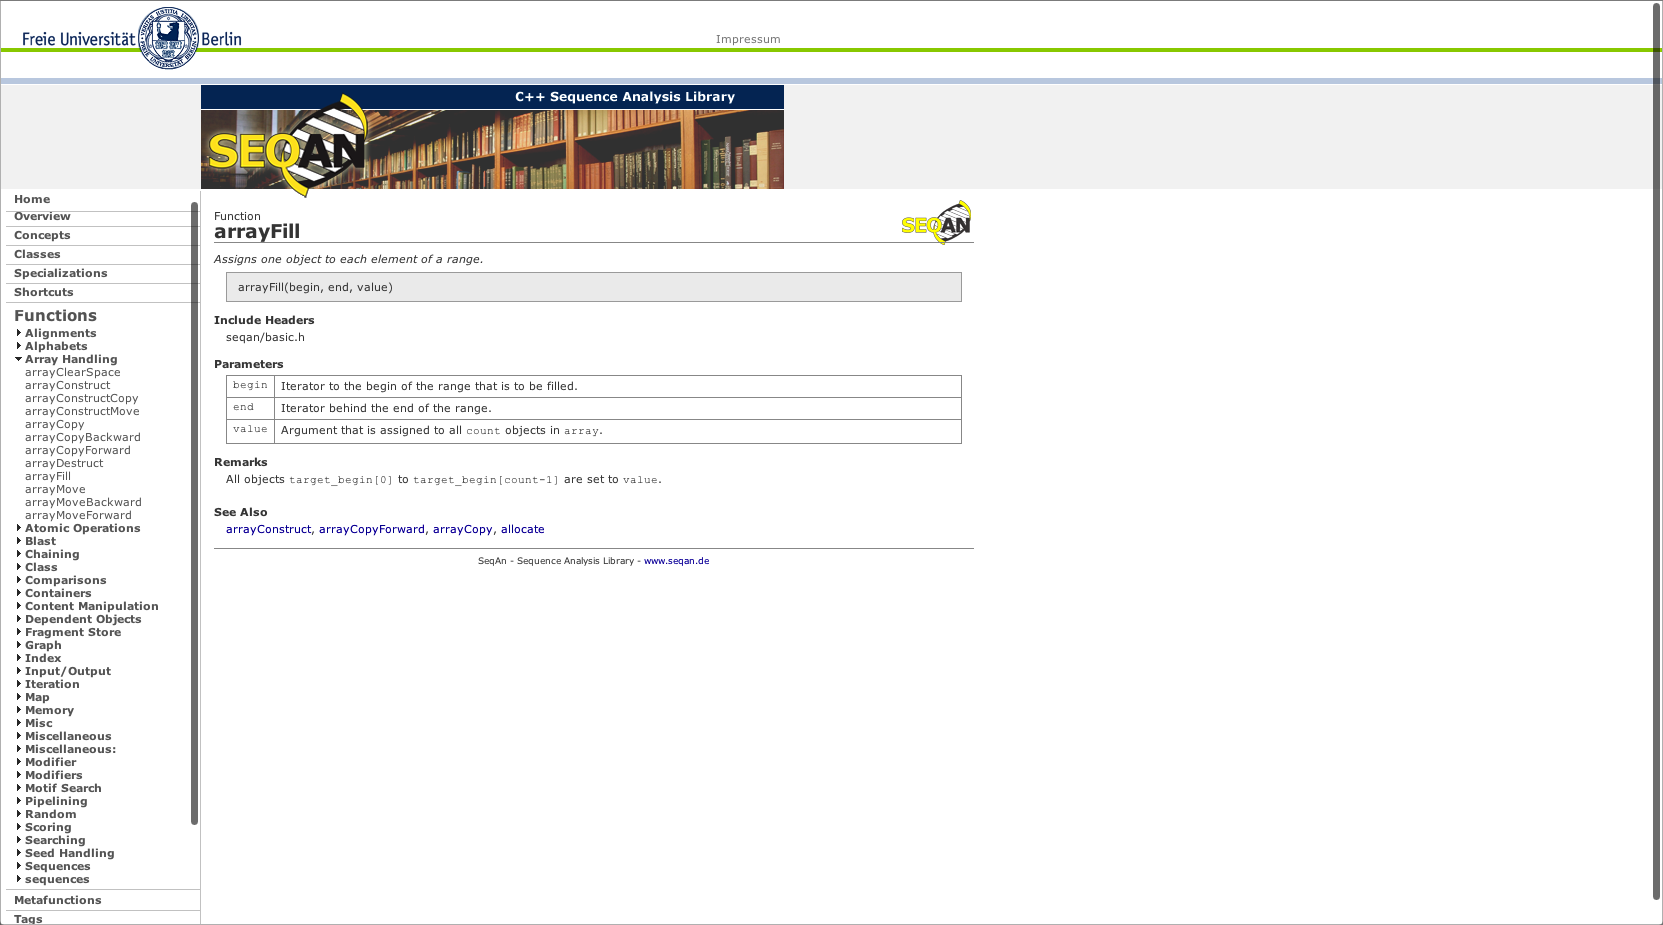 Freie Universität Berlin
Impressum
C++ Sequence Analysis Library
SEQAN
Home
Overview
Concepts
Classes
Specializations
Shortcuts
Functions
Alignments
Alphabets
Array Handling
arrayClearSpace
arrayConstruct
arrayConstructCopy
arrayConstructMove
arrayCopy
arrayCopyBackward
arrayCopyForward
arrayDestruct
arrayFill
arrayMove
arrayMoveBackward
arrayMoveForward
Atomic Operations
Blast
Chaining
Class
Comparisons
Containers
Content Manipulation
Dependent Objects
Fragment Store
Graph
Index
Input/Output
Iteration
Map
Memory
Misc
Miscellaneous
Miscellaneous:
Modifier
Modifiers
Motif Search
Pipelining
Random
Scoring
Searching
Seed Handling
Sequences
sequences
Metafunctions
Tags
Function
arrayFill
SEQAN
Assigns one object to each element of a range.
arrayFill(begin, end, value)
Include Headers
seqan/basic.h
Parameters
begin Iterator to the begin of the range that is to be filled.
end Iterator behind the end of the range.
value Argument that is assigned to all count objects in array.
Remarks
All objects target_begin[0] to target_begin[count-1] are set to value.
See Also
arrayConstruct, arrayCopyForward, arrayCopy, allocate
SeqAn - Sequence Analysis Library - www.seqan.de